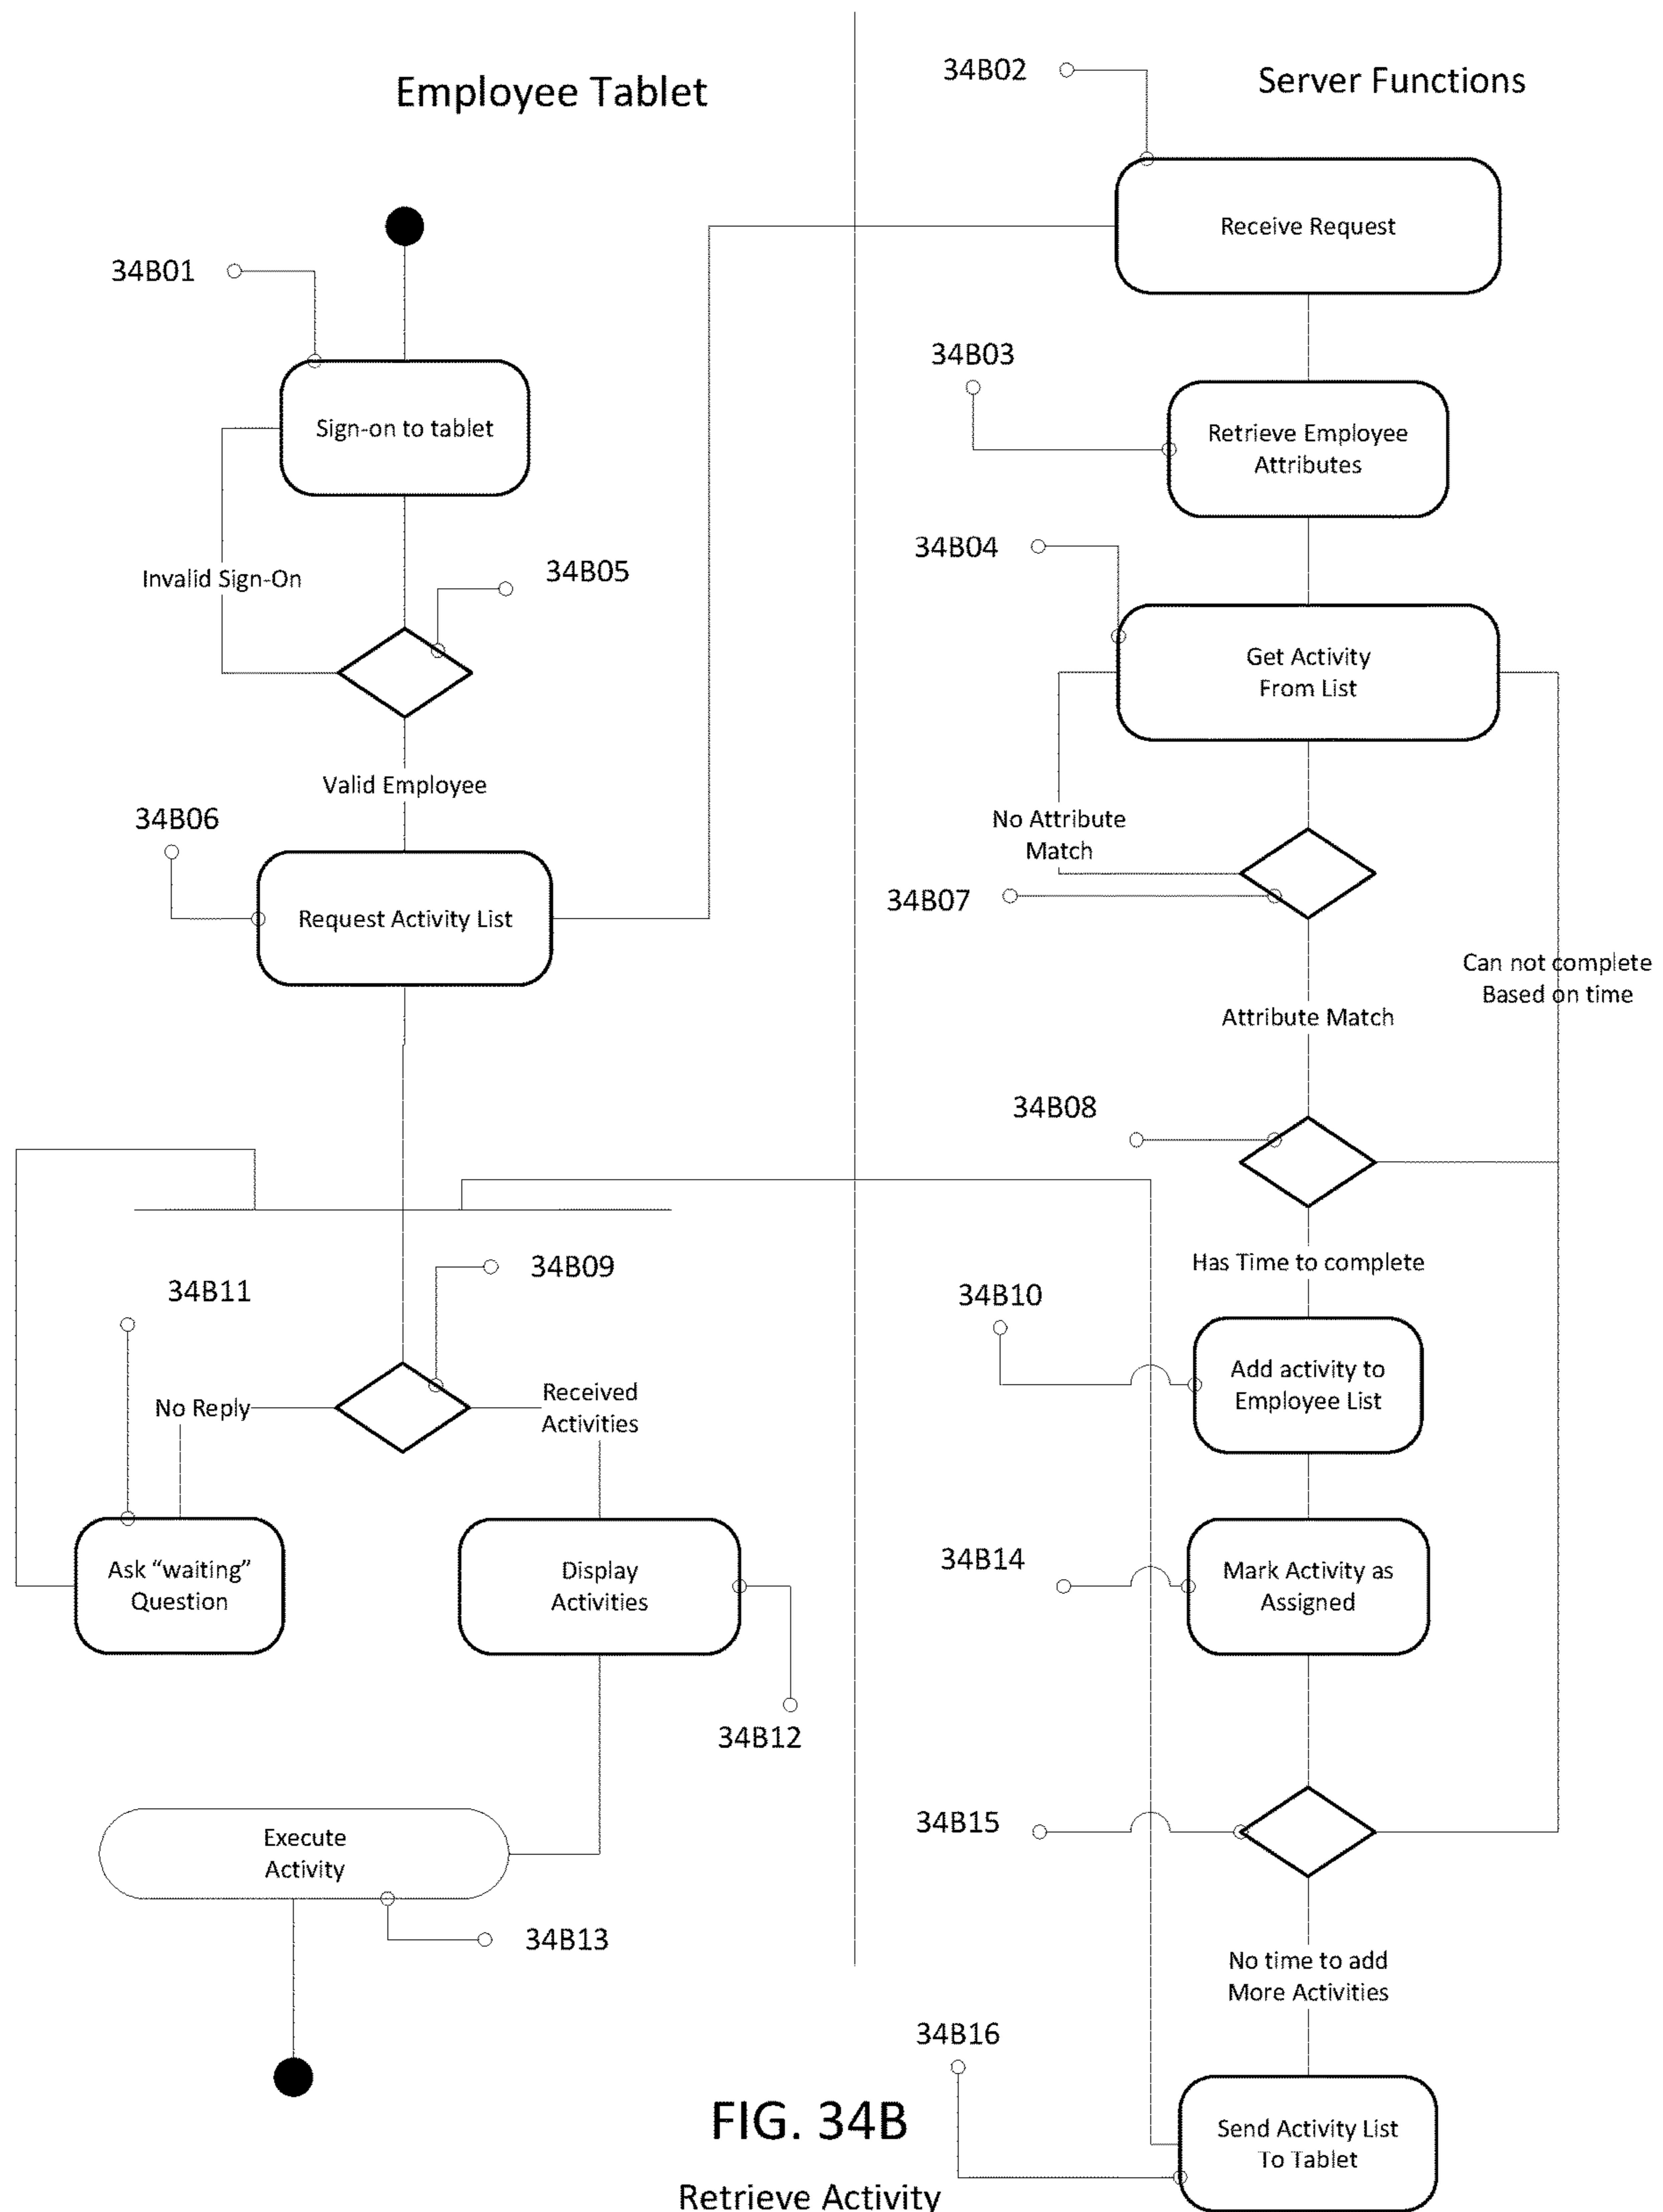 Employee Tablet
34B01
Sign-on to tablet
Invalid Sign-On
34B05
Valid Employee
34B06
Request Activity List
34B09
34B11
No Reply
Received
Activities
Ask “waiting”
Question
Display
Activities
34B12
Execute
Activity
34B13
Server Functions
34B02
Receive Request
34B03
Retrieve Employee
Attributes
34B04
Get Activity
From List
No Attribute
Match
34B07
Can not complete
Based on time
Attribute Match
34B08
Has Time to complete
34B10
Add activity to
Employee List
34B14
Mark Activity as
Assigned
34B15
No time to add
More Activities
34B16
Send Activity List
To Tablet
FIG. 34B
Retrieve Activity